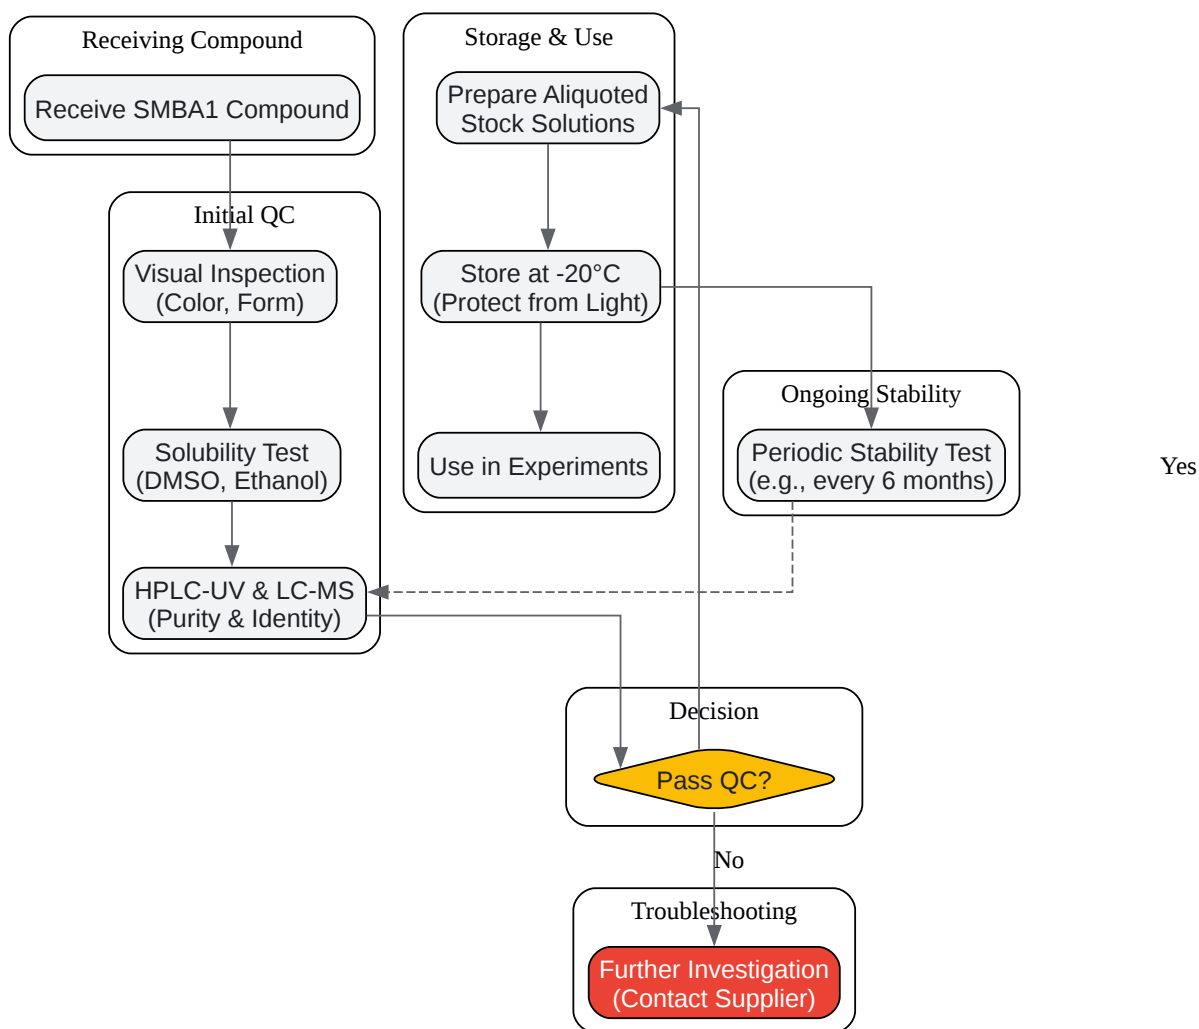 Receiving Compound
Receive SMBA1 Compound
Initial QC
Visual Inspection
(Color, Form)
Solubility Test
(DMSO, Ethanol)
HPLC-UV & LC-MS
(Purity & Identity)
Storage & Use
Prepare Aliquoted
Stock Solutions
Store at -20°C
(Protect from Light)
Use in Experiments
Ongoing Stability
Periodic Stability Test
(e.g., every 6 months)
Yes
Decision
Pass QC?
No
Troubleshooting
Further Investigation
(Contact Supplier)